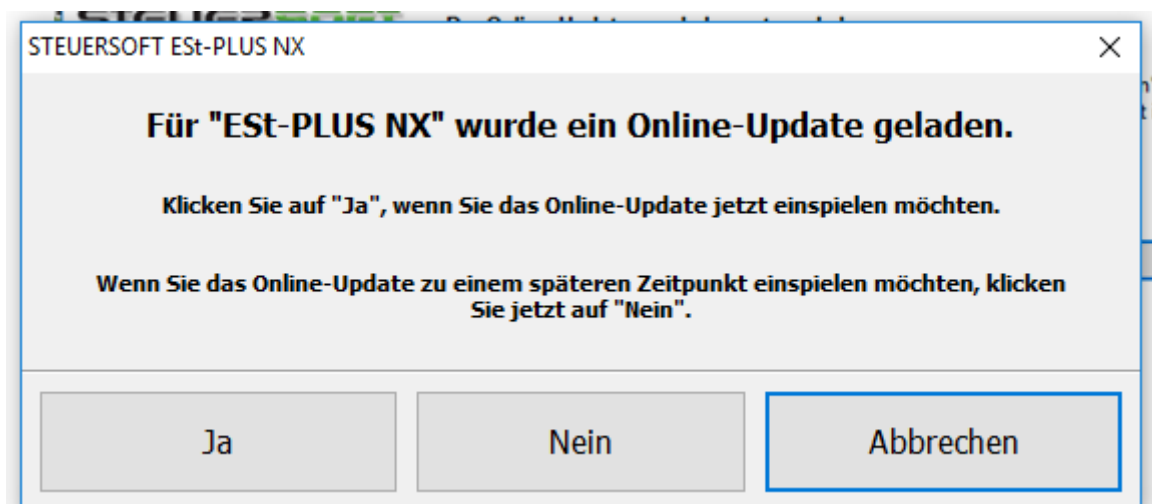 STEUERSOFT ESt-PLUS NX
Für "ESt-PLUS NX" wurde ein Online-Update geladen.
Klicken Sie auf "Ja", wenn Sie das Online-Update jetzt einspielen möchten.
Wenn Sie das Online-Update zu einem späteren Zeitpunkt einspielen möchten, klicken
Sie jetzt auf "Nein".
Ja
Nein
Abbrechen